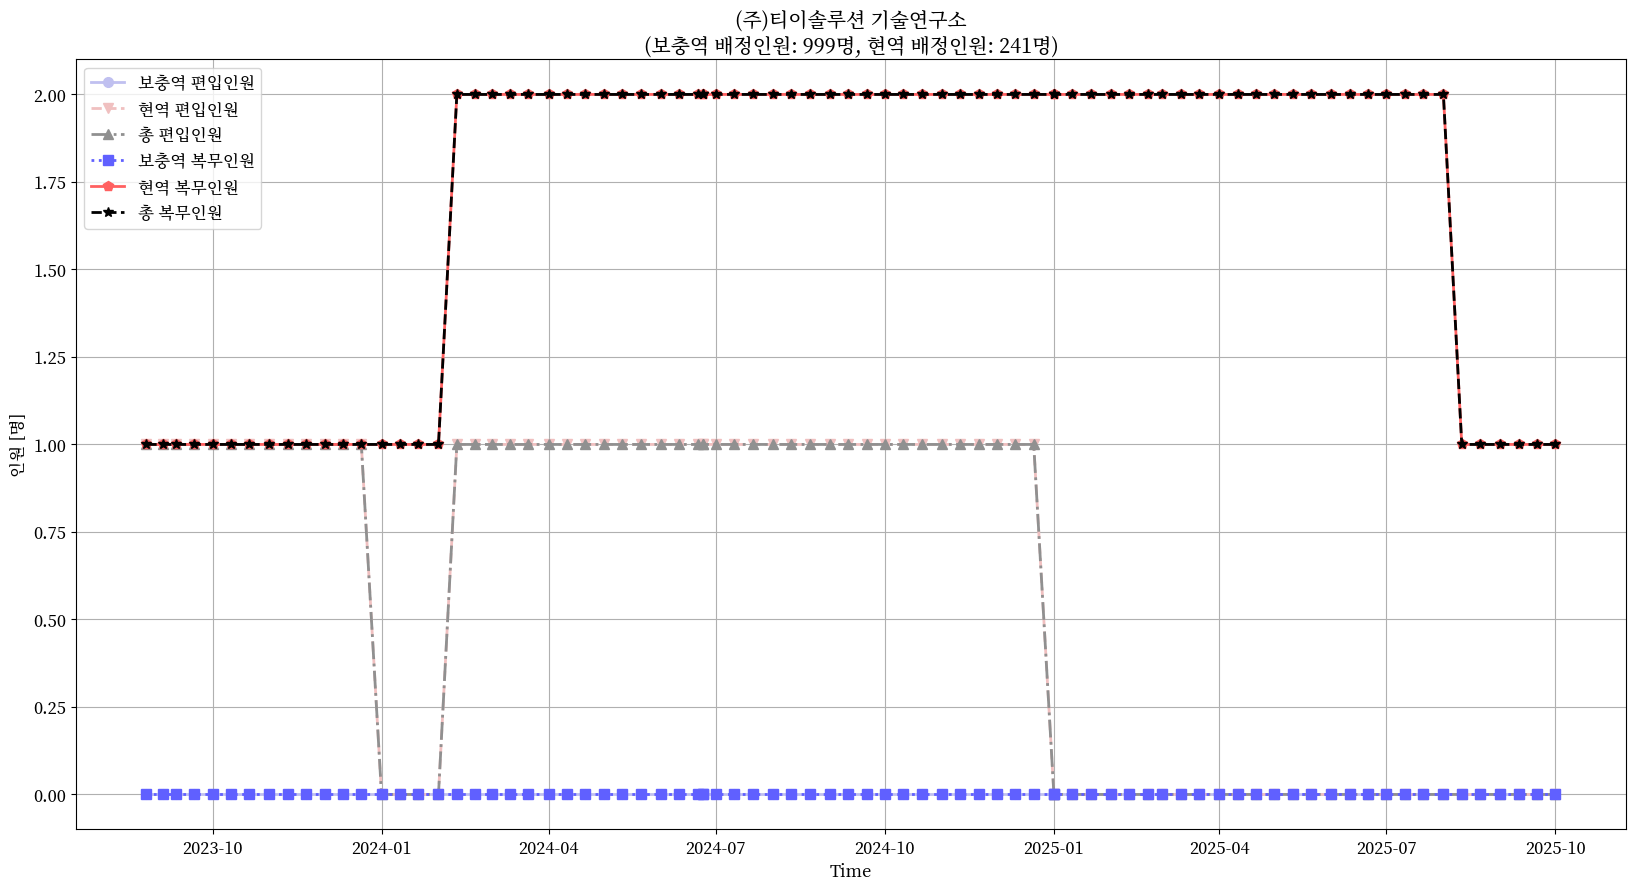 (주)티이솔루션 기술연구소
(보충역 배정인원: 999명, 현역 배정인원: 241명)
보충역 편입인원
현역 편입인원
총 편입인원
보충역 복무인원
현역 복무인원
총 복무인원
인원 [명]
2.00
1.75
1.50
1.25
1.00
0.75
0.50
0.25
0.00
2023-10
2024-01
2024-04
2024-07
2024-10
2025-01
2025-04
2025-07
2025-10
Time